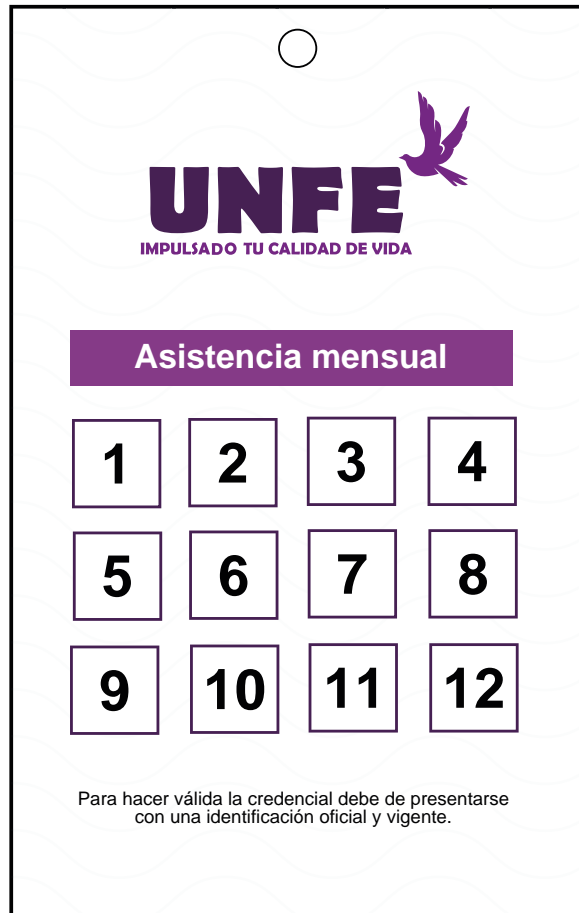 UNFE
IMPULSADO TU CALIDAD DE VIDA
Asistencia mensual
1 2 3 4
5 6 7 8
9 10 11 12
Para hacer válida la credencial debe de presentarse
con una identificación oficial y vigente.